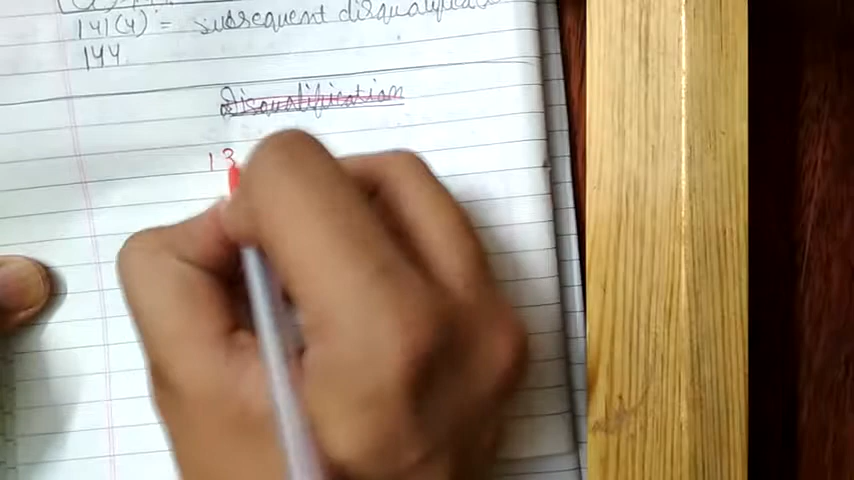 141(4) = subsequent disqualification
144
Disqualification
13